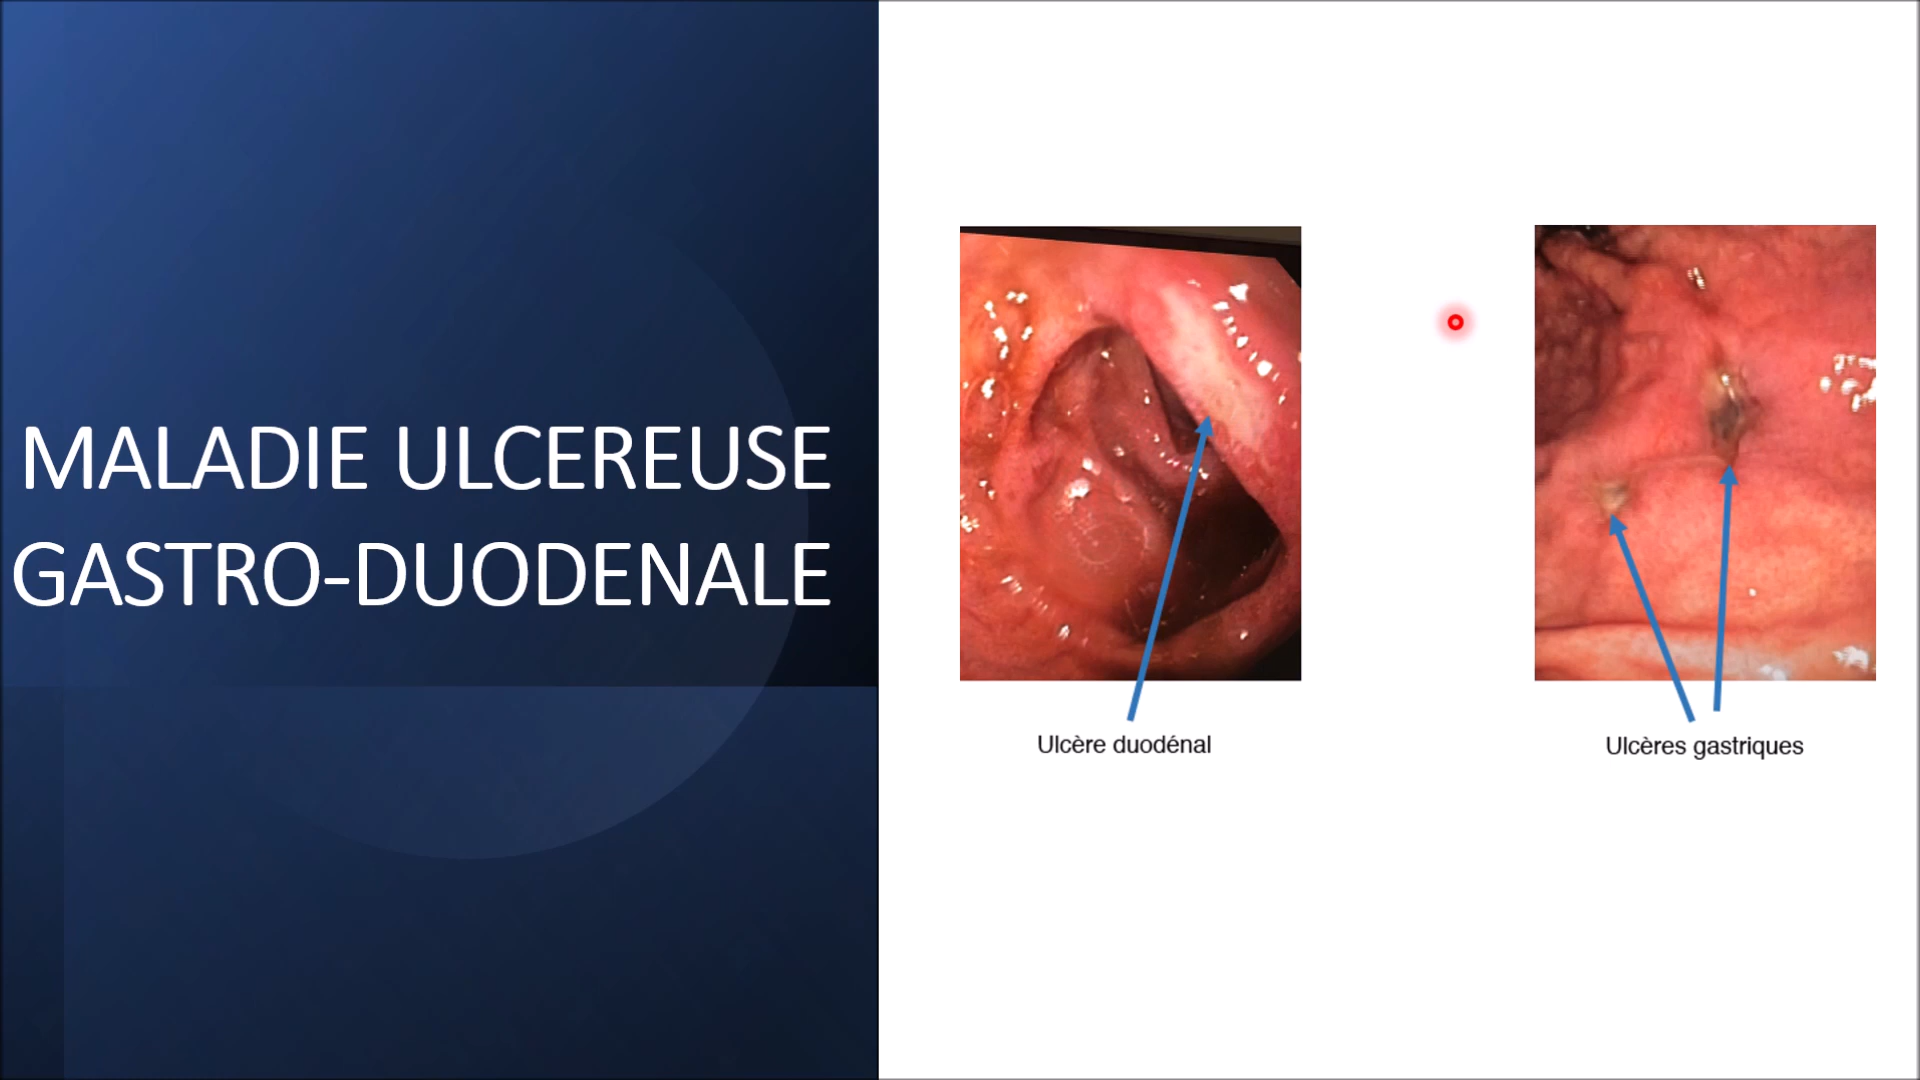 MALADIE ULCEREUSE
GASTRO-DUODENALE
Ulcère duodénal
Ulcères gastriques